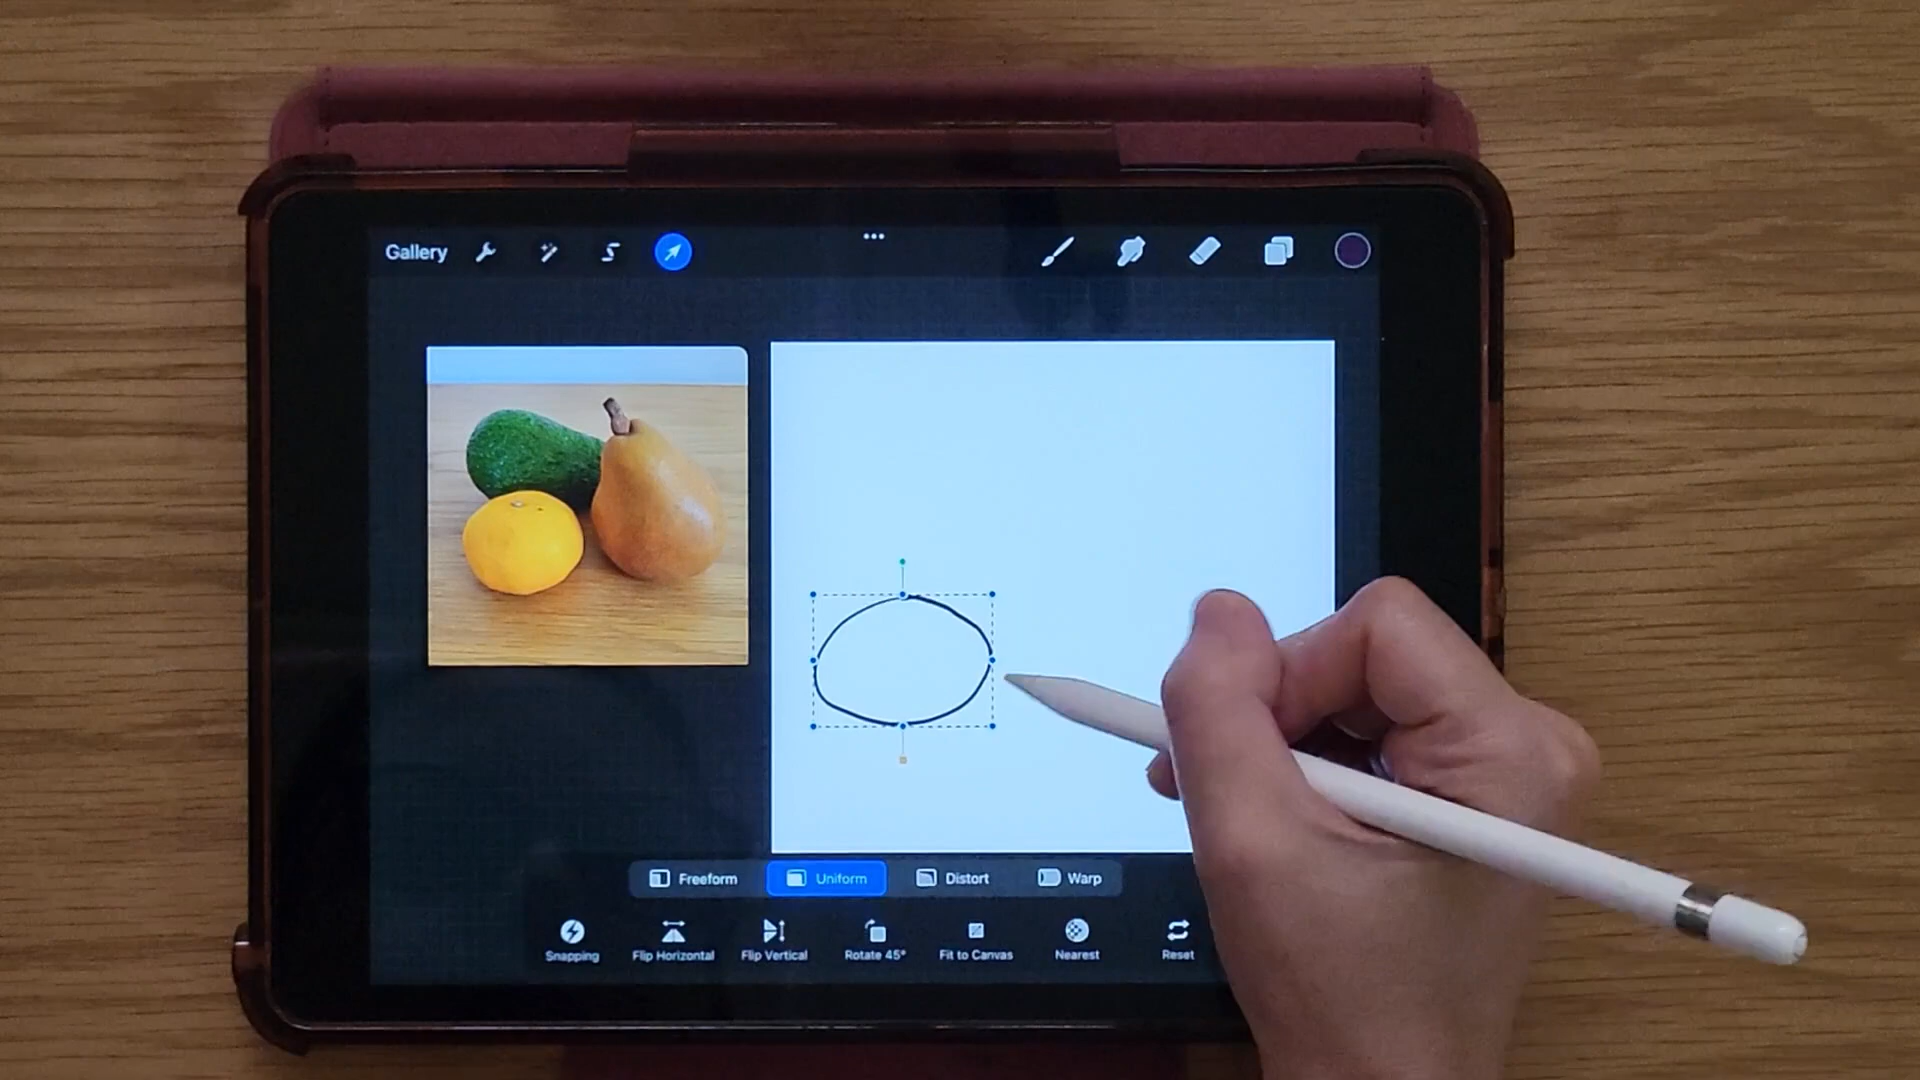 Gallery
Freeform Uniform Distort Warp
Snapping Flip Horizontal Flip Vertical Rotate 45° Fit to Canvas Nearest Reset